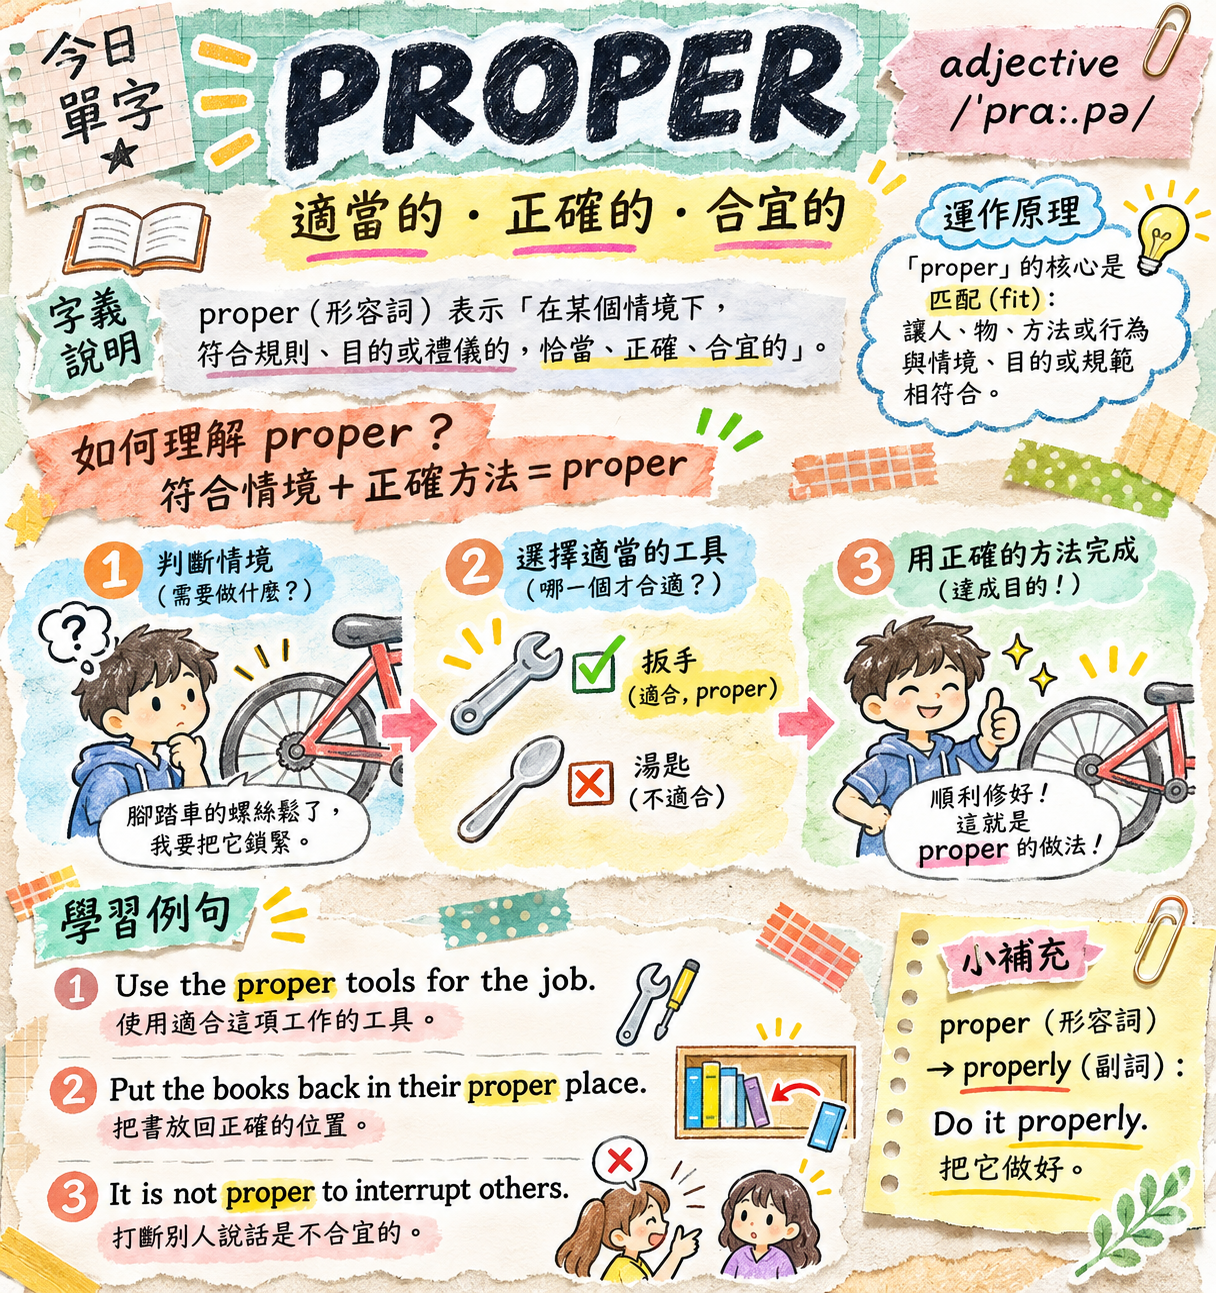 今日
單字
PROPER
adjective
/ˈprɑː.pə/
適當的・正確的・合宜的
運作原理
「proper」的核心是
匹配 (fit)：
讓人、物、方法或行為
與情境、目的或規範
相符合。
字義
說明
proper（形容詞）表示「在某個情境下，
符合規則、目的或禮儀的，恰當、正確、合宜的」。
如何理解 proper？
符合情境＋正確方法＝proper
1 判斷情境
（需要做什麼？）
?
腳踏車的螺絲鬆了，
我要把它鎖緊。
2 選擇適當的工具
（哪一個才合適？）
扳手
（適合, proper）
湯匙
（不適合）
3 用正確的方法完成
（達成目的！）
順利修好！
這就是
proper 的做法！
學習例句
1 Use the proper tools for the job.
使用適合這項工作的工具。
2 Put the books back in their proper place.
把書放回正確的位置。
3 It is not proper to interrupt others.
打斷別人說話是不合宜的。
小補充
proper（形容詞）
→ properly（副詞）：
Do it properly.
把它做好。